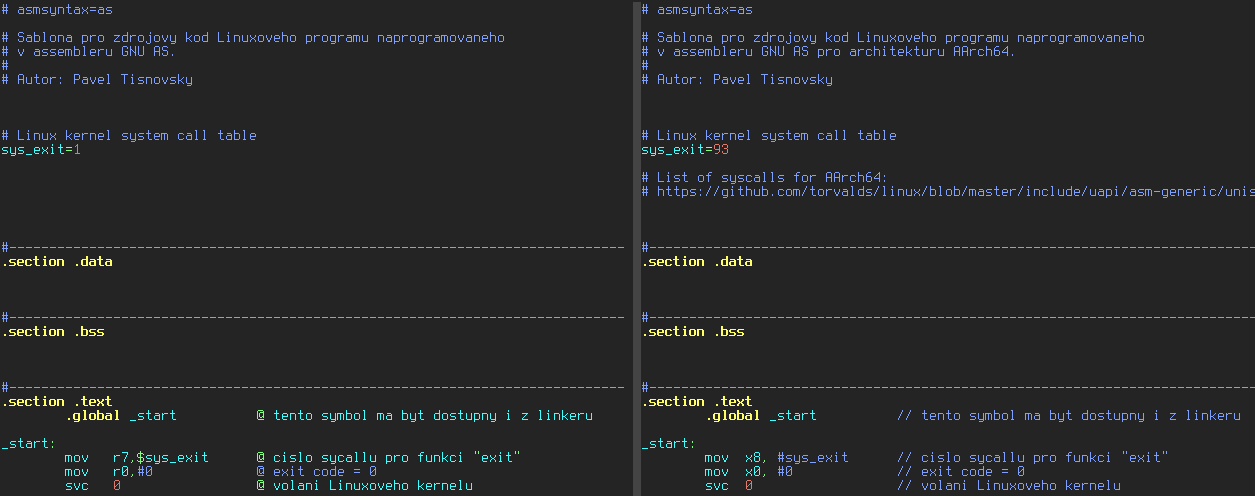 # asmsyntax=as
# Sablona pro zdrojovy kod Linuxoveho programu naprogramovaneho
# v assembleru GNU AS.
#
# Autor: Pavel Tisnovsky
# Linux kernel system call table
sys_exit=1
#-----------------------------------------------------------------------------
.section .data
#-----------------------------------------------------------------------------
.section .bss
#-----------------------------------------------------------------------------
.section .text
        .global _start          @ tento symbol ma byt dostupny i z linkeru
_start:
        mov   r7,$sys_exit      @ cislo sycallu pro funkci "exit"
        mov   r0,#0             @ exit code = 0
        svc   0                 @ volani Linuxoveho kernelu
# asmsyntax=as
# Sablona pro zdrojovy kod Linuxoveho programu naprogramovaneho
# v assembleru GNU AS pro architekturu AArch64.
#
# Autor: Pavel Tisnovsky
# Linux kernel system call table
sys_exit=93
# List of syscalls for AArch64:
# https://github.com/torvalds/linux/blob/master/include/uapi/asm-generic/unis
#-----------------------------------------------------------------------------
.section .data
#-----------------------------------------------------------------------------
.section .bss
#-----------------------------------------------------------------------------
.section .text
        .global _start          // tento symbol ma byt dostupny i z linkeru
_start:
        mov  x8, #sys_exit      // cislo sycallu pro funkci "exit"
        mov  x0, #0             // exit code = 0
        svc  0                  // volani Linuxoveho kernelu